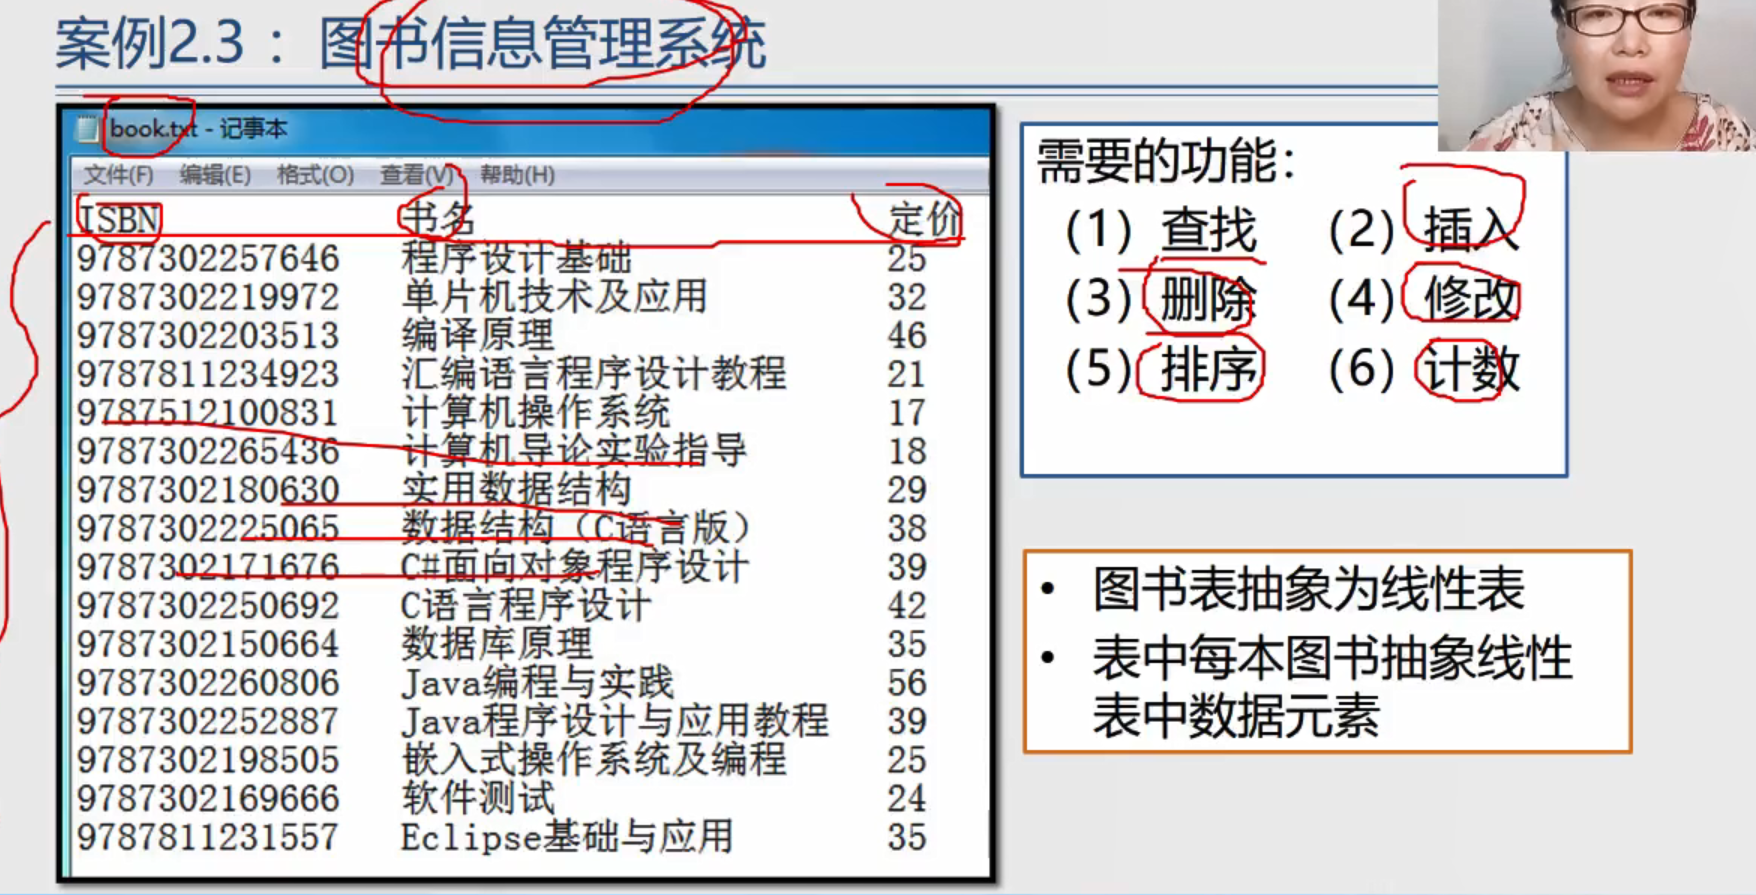 案例2.3：图书信息管理系统
book.txt - 记事本
文件(F) 编辑(E) 格式(O) 查看(V) 帮助(H)
ISBN 书名 定价
9787302257646 程序设计基础 25
9787302219972 单片机技术及应用 32
9787302203513 编译原理 46
9787811234923 汇编语言程序设计教程 21
9787512100831 计算机操作系统 17
9787302265436 计算机导论实验指导 18
9787302180630 实用数据结构 29
9787302225065 数据结构（C语言版） 38
9787302171676 C#面向对象程序设计 39
9787302250692 C语言程序设计 42
9787302150664 数据库原理 35
9787302260806 Java编程与实践 56
9787302252887 Java程序设计与应用教程 39
9787302198505 嵌入式操作系统及编程 25
9787302169666 软件测试 24
9787811231557 Eclipse基础与应用 35
需要的功能：
（1）查找 （2）插入
（3）删除 （4）修改
（5）排序 （6）计数
• 图书表抽象为线性表
• 表中每本图书抽象线性
表中数据元素